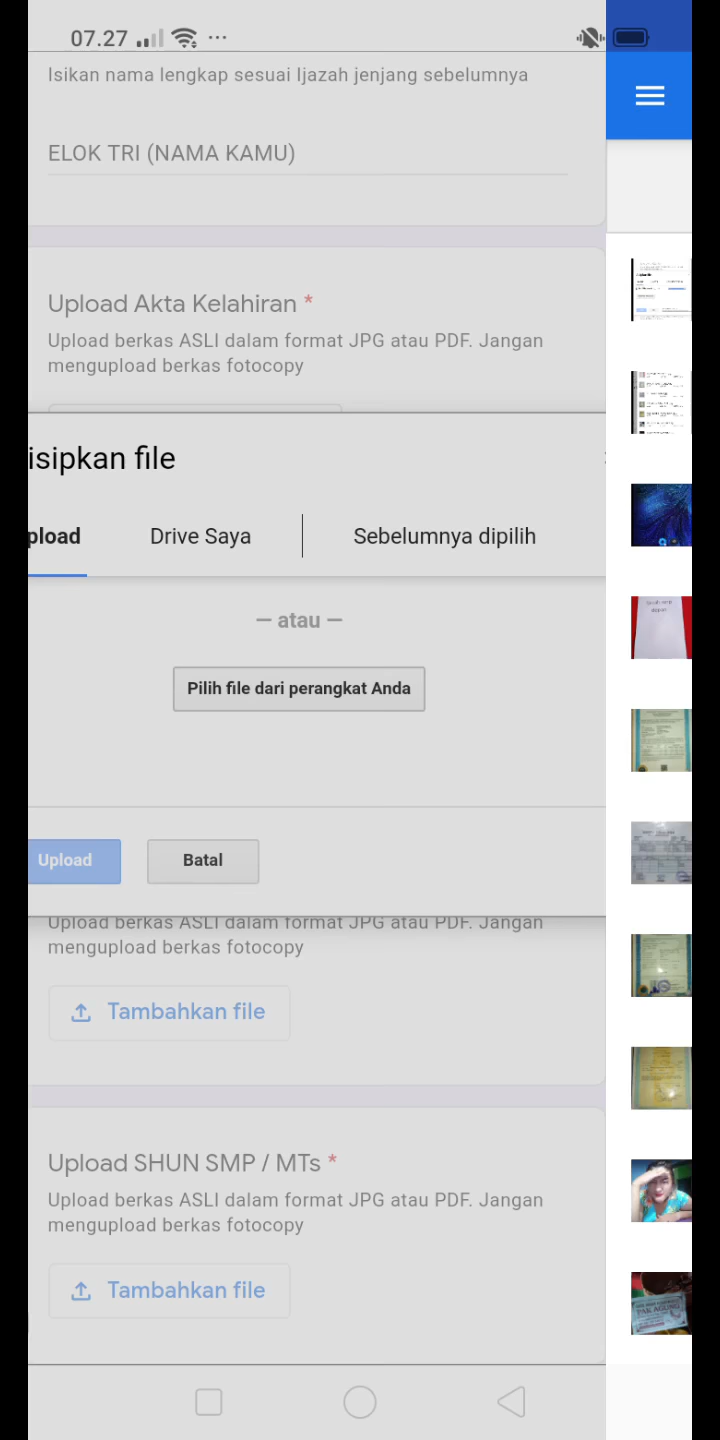 07.27
Isikan nama lengkap sesuai Ijazah jenjang sebelumnya
ELOK TRI (NAMA KAMU)
Upload Akta Kelahiran *
Upload berkas ASLI dalam format JPG atau PDF. Jangan
mengupload berkas fotocopy
isipkan file
pload
Drive Saya
Sebelumnya dipilih
— atau —
Pilih file dari perangkat Anda
Upload
Batal
Upload berkas ASLI dalam format JPG atau PDF. Jangan
mengupload berkas fotocopy
Tambahkan file
Upload SHUN SMP / MTs *
Upload berkas ASLI dalam format JPG atau PDF. Jangan
mengupload berkas fotocopy
Tambahkan file